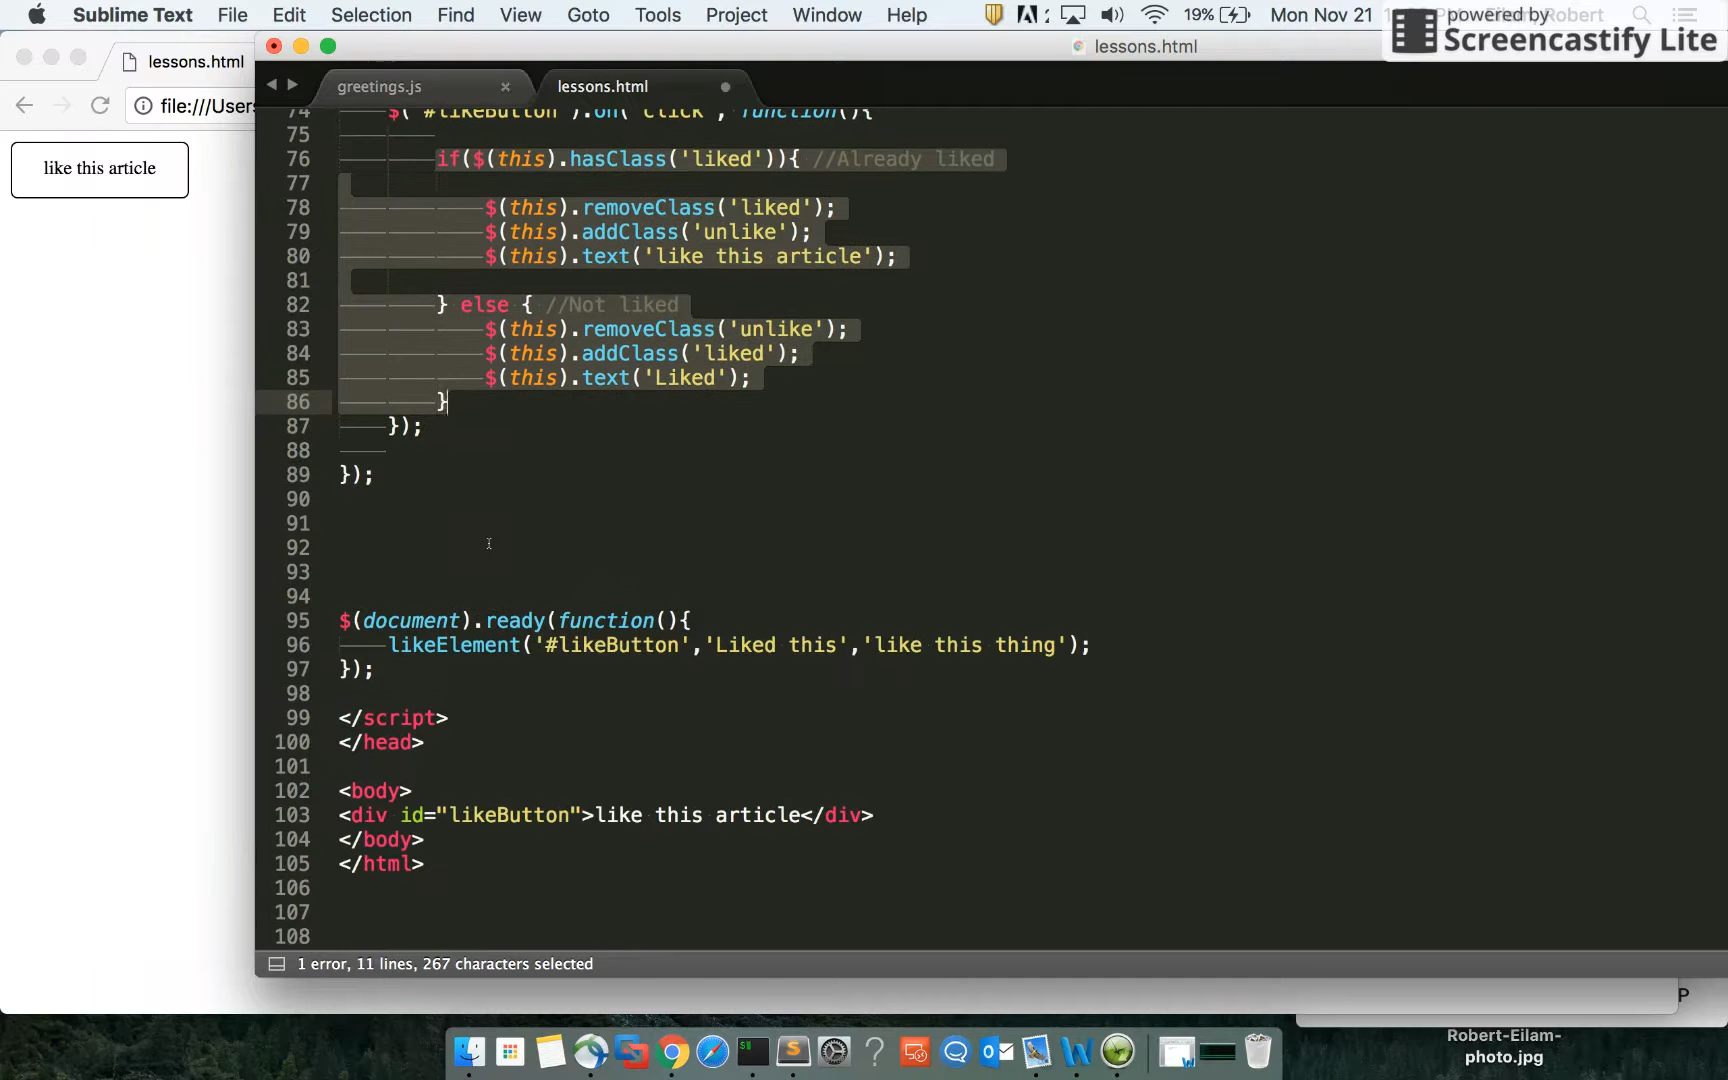 Sublime Text File Edit Selection Find View Goto Tools Project Window Help 19% Mon Nov 21
powered by
Screencastify Lite
lessons.html
lessons.html
file:///Users
greetings.js × lessons.html
like this article
74 $("#likeButton").on("click", function(){
75
76 if($(this).hasClass('liked')){ //Already liked
77
78 $(this).removeClass('liked');
79 $(this).addClass('unlike');
80 $(this).text('like this article');
81
82 } else { //Not liked
83 $(this).removeClass('unlike');
84 $(this).addClass('liked');
85 $(this).text('Liked');
86 }
87 });
88
89 });
90
91
92
93
94
95 $(document).ready(function(){
96 likeElement('#likeButton','Liked this','like this thing');
97 });
98
99 </script>
100 </head>
101
102 <body>
103 <div id="likeButton">like this article</div>
104 </body>
105 </html>
106
107
108
1 error, 11 lines, 267 characters selected
P
Robert-Eilam-
photo.jpg